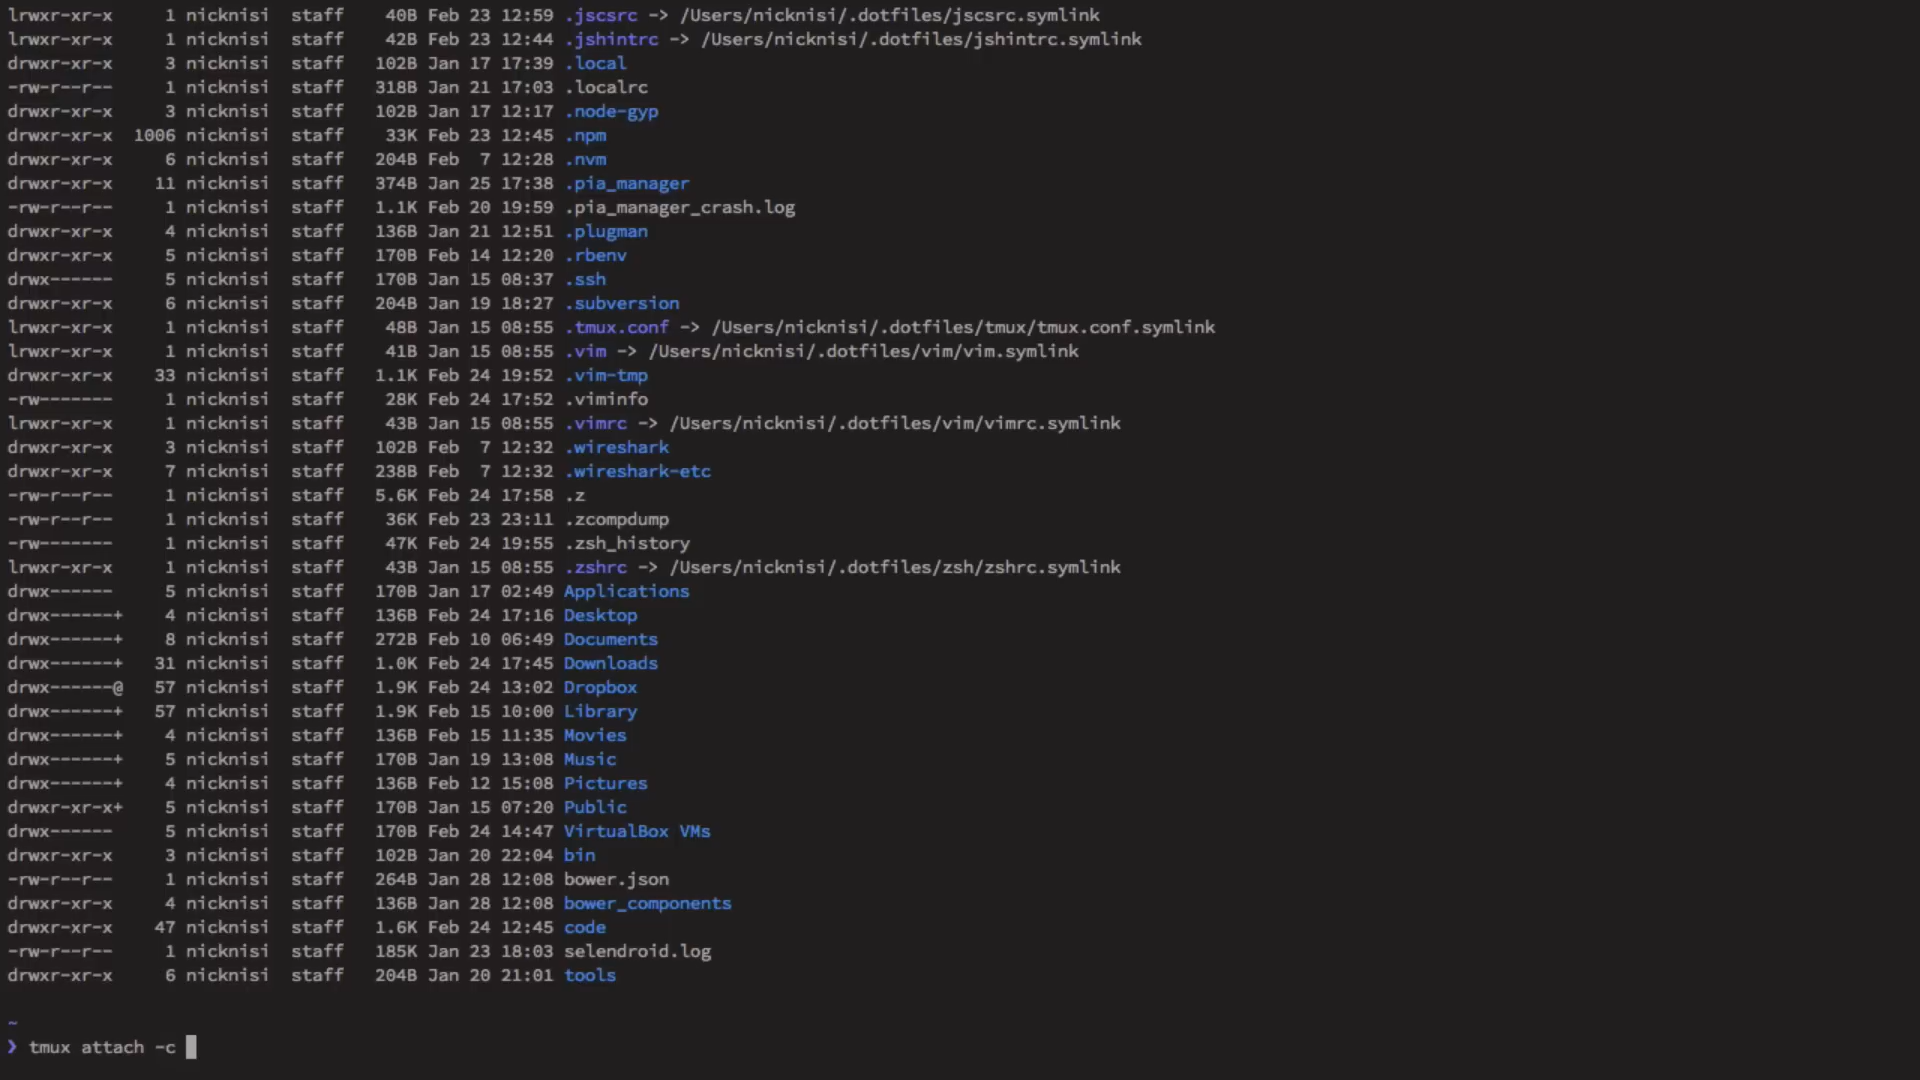 lrwxr-xr-x     1 nicknisi  staff    40B Feb 23 12:59 .jscsrc -> /Users/nicknisi/.dotfiles/jscsrc.symlink
lrwxr-xr-x     1 nicknisi  staff    42B Feb 23 12:44 .jshintrc -> /Users/nicknisi/.dotfiles/jshintrc.symlink
drwxr-xr-x     3 nicknisi  staff   102B Jan 17 17:39 .local
-rw-r--r--     1 nicknisi  staff   318B Jan 21 17:03 .localrc
drwxr-xr-x     3 nicknisi  staff   102B Jan 17 12:17 .node-gyp
drwxr-xr-x  1006 nicknisi  staff    33K Feb 23 12:45 .npm
drwxr-xr-x     6 nicknisi  staff   204B Feb  7 12:28 .nvm
drwxr-xr-x    11 nicknisi  staff   374B Jan 25 17:38 .pia_manager
-rw-r--r--     1 nicknisi  staff   1.1K Feb 20 19:59 .pia_manager_crash.log
drwxr-xr-x     4 nicknisi  staff   136B Jan 21 12:51 .plugman
drwxr-xr-x     5 nicknisi  staff   170B Feb 14 12:20 .rbenv
drwx------     5 nicknisi  staff   170B Jan 15 08:37 .ssh
drwxr-xr-x     6 nicknisi  staff   204B Jan 19 18:27 .subversion
lrwxr-xr-x     1 nicknisi  staff    48B Jan 15 08:55 .tmux.conf -> /Users/nicknisi/.dotfiles/tmux/tmux.conf.symlink
lrwxr-xr-x     1 nicknisi  staff    41B Jan 15 08:55 .vim -> /Users/nicknisi/.dotfiles/vim/vim.symlink
drwxr-xr-x    33 nicknisi  staff   1.1K Feb 24 19:52 .vim-tmp
-rw-------     1 nicknisi  staff    28K Feb 24 17:52 .viminfo
lrwxr-xr-x     1 nicknisi  staff    43B Jan 15 08:55 .vimrc -> /Users/nicknisi/.dotfiles/vim/vimrc.symlink
drwxr-xr-x     3 nicknisi  staff   102B Feb  7 12:32 .wireshark
drwxr-xr-x     7 nicknisi  staff   238B Feb  7 12:32 .wireshark-etc
-rw-r--r--     1 nicknisi  staff   5.6K Feb 24 17:58 .z
-rw-r--r--     1 nicknisi  staff    36K Feb 23 23:11 .zcompdump
-rw-------     1 nicknisi  staff    47K Feb 24 19:55 .zsh_history
lrwxr-xr-x     1 nicknisi  staff    43B Jan 15 08:55 .zshrc -> /Users/nicknisi/.dotfiles/zsh/zshrc.symlink
drwx------     5 nicknisi  staff   170B Jan 17 02:49 Applications
drwx------+    4 nicknisi  staff   136B Feb 24 17:16 Desktop
drwx------+    8 nicknisi  staff   272B Feb 10 06:49 Documents
drwx------+   31 nicknisi  staff   1.0K Feb 24 17:45 Downloads
drwx------@   57 nicknisi  staff   1.9K Feb 24 13:02 Dropbox
drwx------+   57 nicknisi  staff   1.9K Feb 15 10:00 Library
drwx------+    4 nicknisi  staff   136B Feb 15 11:35 Movies
drwx------+    5 nicknisi  staff   170B Jan 19 13:08 Music
drwx------+    4 nicknisi  staff   136B Feb 12 15:08 Pictures
drwxr-xr-x+    5 nicknisi  staff   170B Jan 15 07:20 Public
drwx------     5 nicknisi  staff   170B Feb 24 14:47 VirtualBox VMs
drwxr-xr-x     3 nicknisi  staff   102B Jan 20 22:04 bin
-rw-r--r--     1 nicknisi  staff   264B Jan 28 12:08 bower.json
drwxr-xr-x     4 nicknisi  staff   136B Jan 28 12:08 bower_components
drwxr-xr-x    47 nicknisi  staff   1.6K Feb 24 12:45 code
-rw-r--r--     1 nicknisi  staff   185K Jan 23 18:03 selendroid.log
drwxr-xr-x     6 nicknisi  staff   204B Jan 20 21:01 tools
~
❯ tmux attach -c